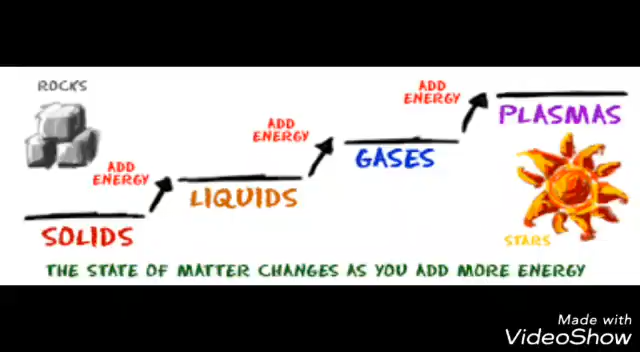 ROCKS
ADD
ENERGY
PLASMAS
ADD
ENERGY
GASES
ADD
ENERGY
LIQUIDS
SOLIDS
STARS
THE STATE OF MATTER CHANGES AS YOU ADD MORE ENERGY
Made with
VideoShow